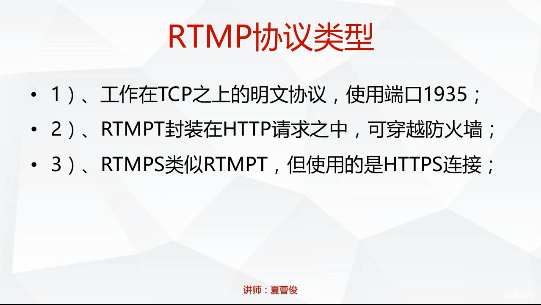 RTMP协议类型
• 1）、工作在TCP之上的明文协议，使用端口1935；
• 2）、RTMPT封装在HTTP请求之中，可穿越防火墙；
• 3）、RTMPS类似RTMPT，但使用的是HTTPS连接；
讲师：夏曹俊